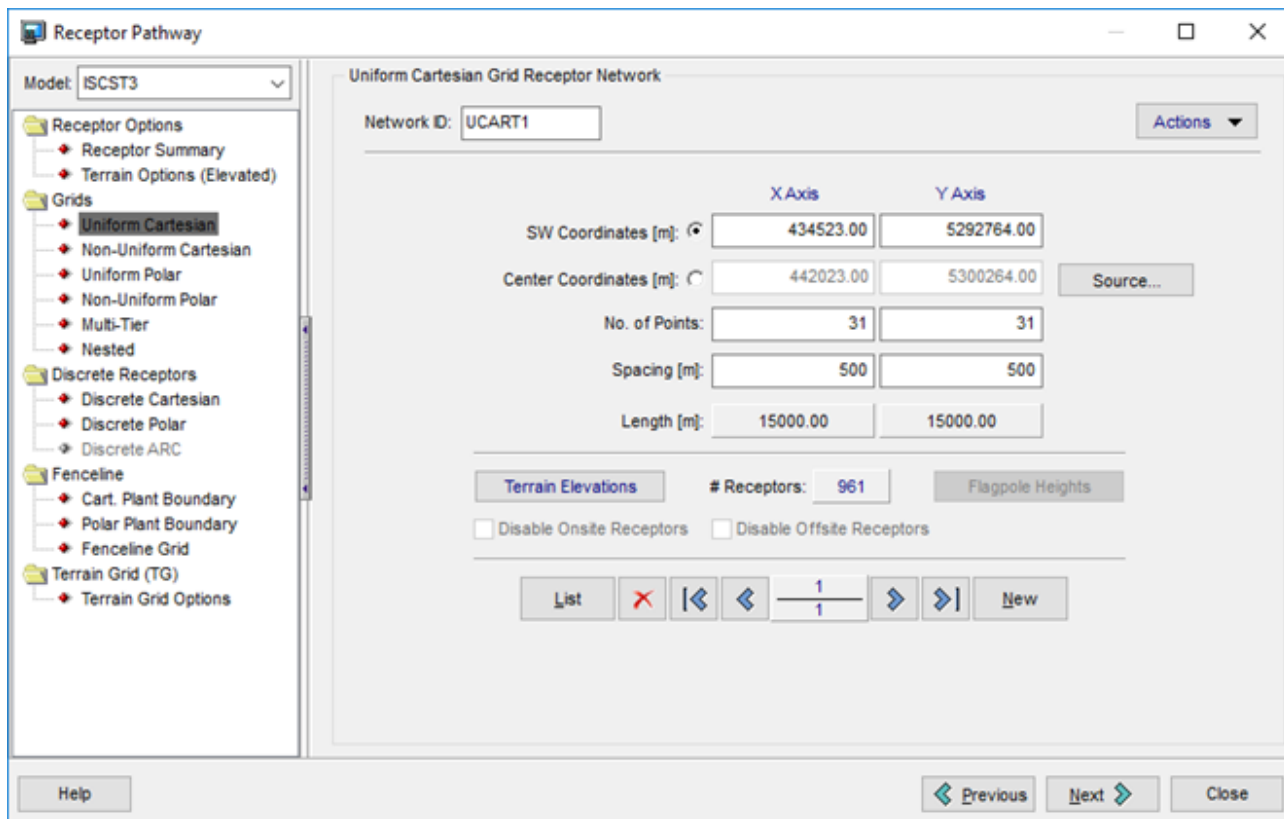 Receptor Pathway
Model: ISCST3
Receptor Options
Receptor Summary
Terrain Options (Elevated)
Grids
Uniform Cartesian
Non-Uniform Cartesian
Uniform Polar
Non-Uniform Polar
Multi-Tier
Nested
Discrete Receptors
Discrete Cartesian
Discrete Polar
Discrete ARC
Fenceline
Cart. Plant Boundary
Polar Plant Boundary
Fenceline Grid
Terrain Grid (TG)
Terrain Grid Options
Uniform Cartesian Grid Receptor Network
Network ID: UCART1 Actions
X Axis Y Axis
SW Coordinates [m]: 434523.00 5292764.00
Center Coordinates [m]: 442023.00 5300264.00 Source...
No. of Points: 31 31
Spacing [m]: 500 500
Length [m]: 15000.00 15000.00
Terrain Elevations # Receptors: 961 Flagpole Heights
Disable Onsite Receptors Disable Offsite Receptors
List 1 New
1
Help Previous Next Close